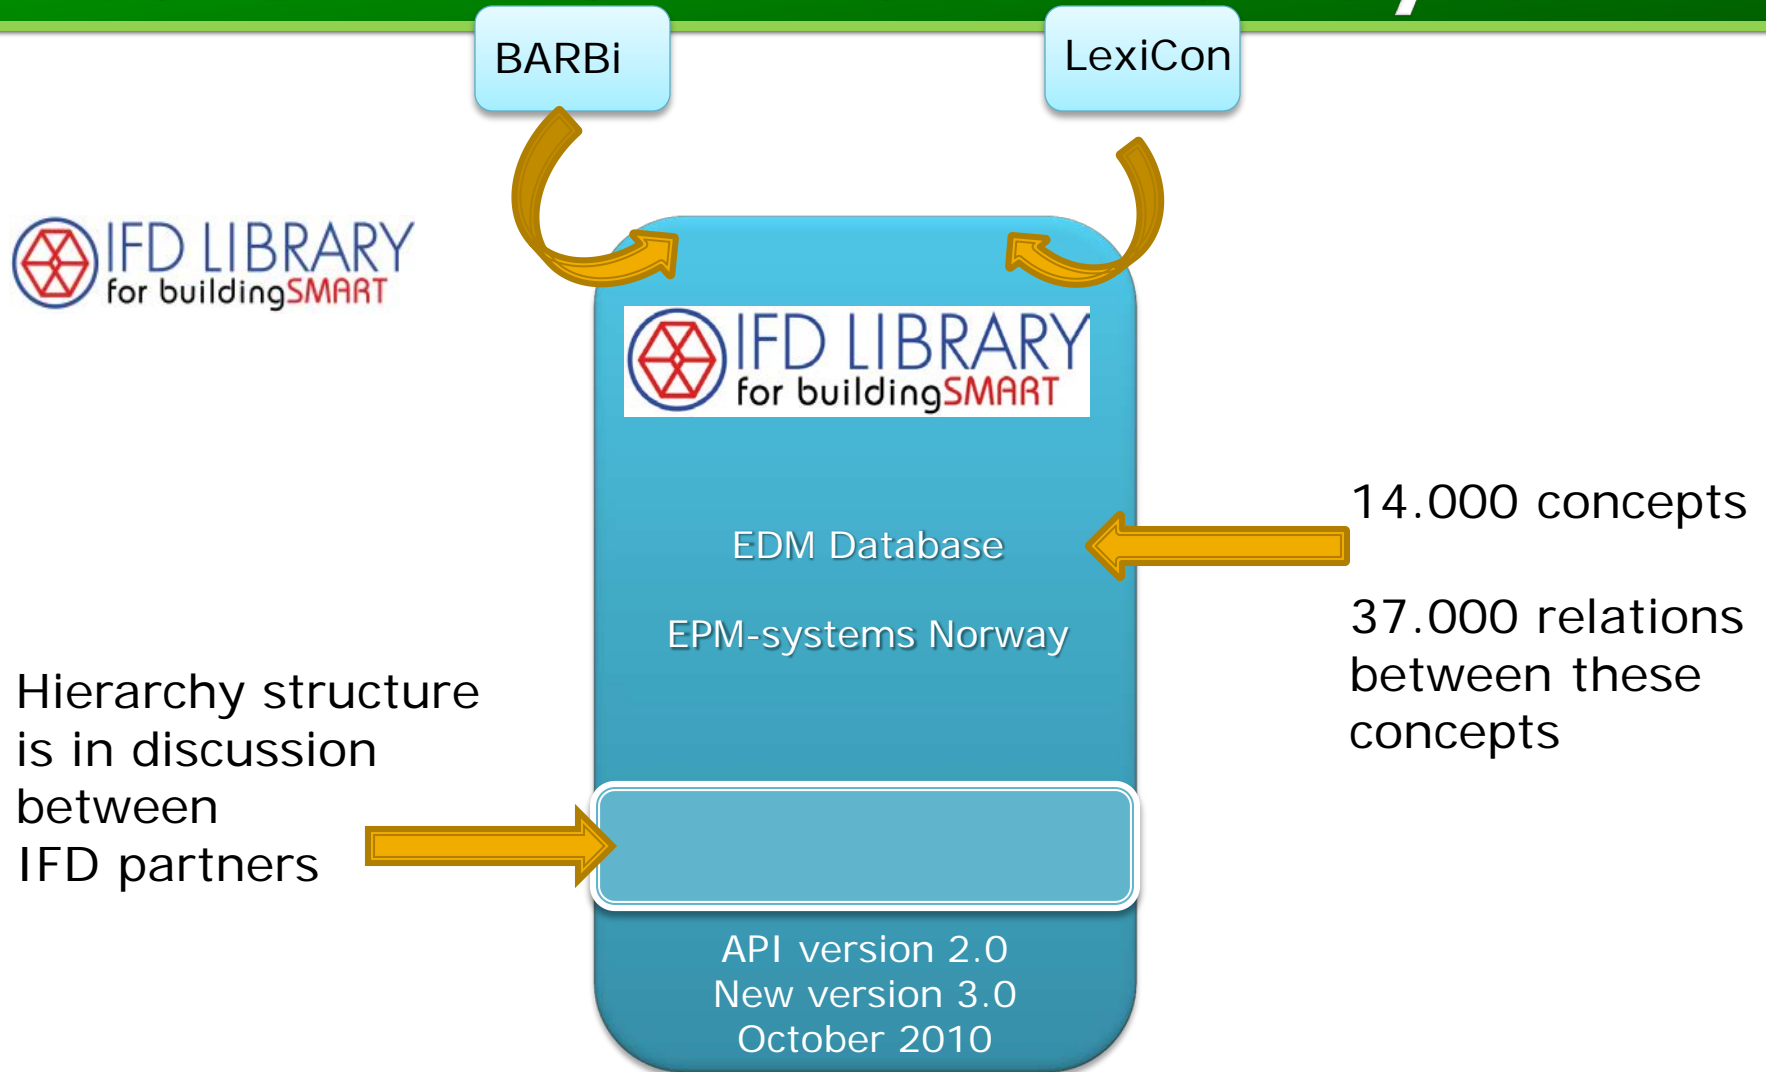 BARBi
LexiCon
IFD LIBRARY
for buildingSMART
IFD LIBRARY
for buildingSMART
EDM Database
EPM-systems Norway
14.000 concepts
37.000 relations
between these
concepts
Hierarchy structure
is in discussion
between
IFD partners
API version 2.0
New version 3.0
October 2010